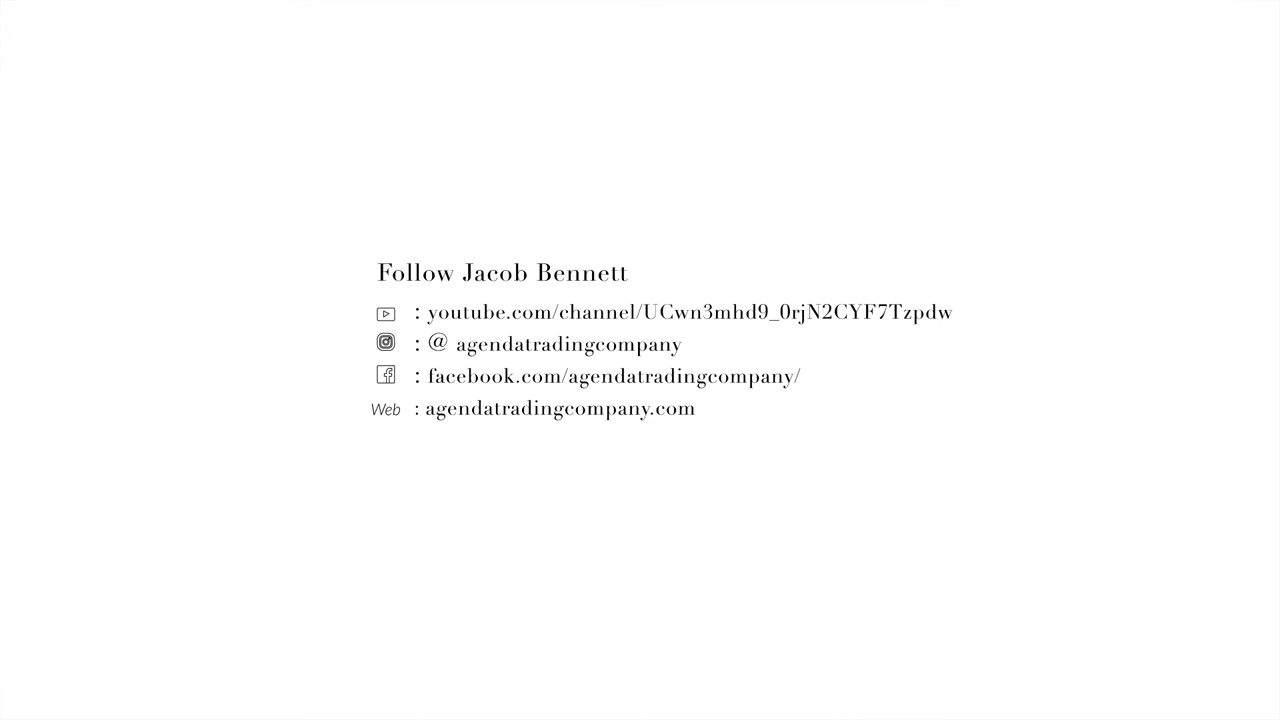 Follow Jacob Bennett
: youtube.com/channel/UCwn3mhd9_0rjN2CYF7Tzpdw
: @ agendatradingcompany
: facebook.com/agendatradingcompany/
Web : agendatradingcompany.com